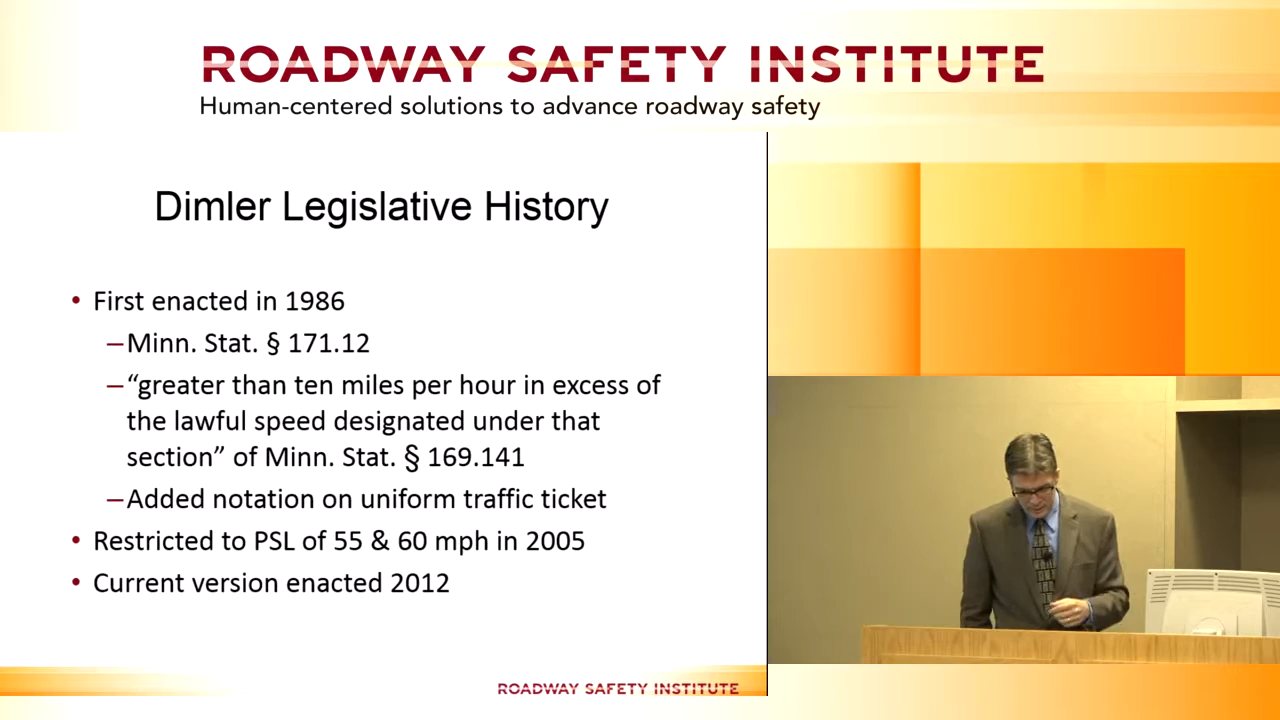 ROADWAY SAFETY INSTITUTE
Human-centered solutions to advance roadway safety
Dimler Legislative History
• First enacted in 1986
–Minn. Stat. § 171.12
–“greater than ten miles per hour in excess of
the lawful speed designated under that
section” of Minn. Stat. § 169.141
–Added notation on uniform traffic ticket
• Restricted to PSL of 55 & 60 mph in 2005
• Current version enacted 2012
ROADWAY SAFETY INSTITUTE